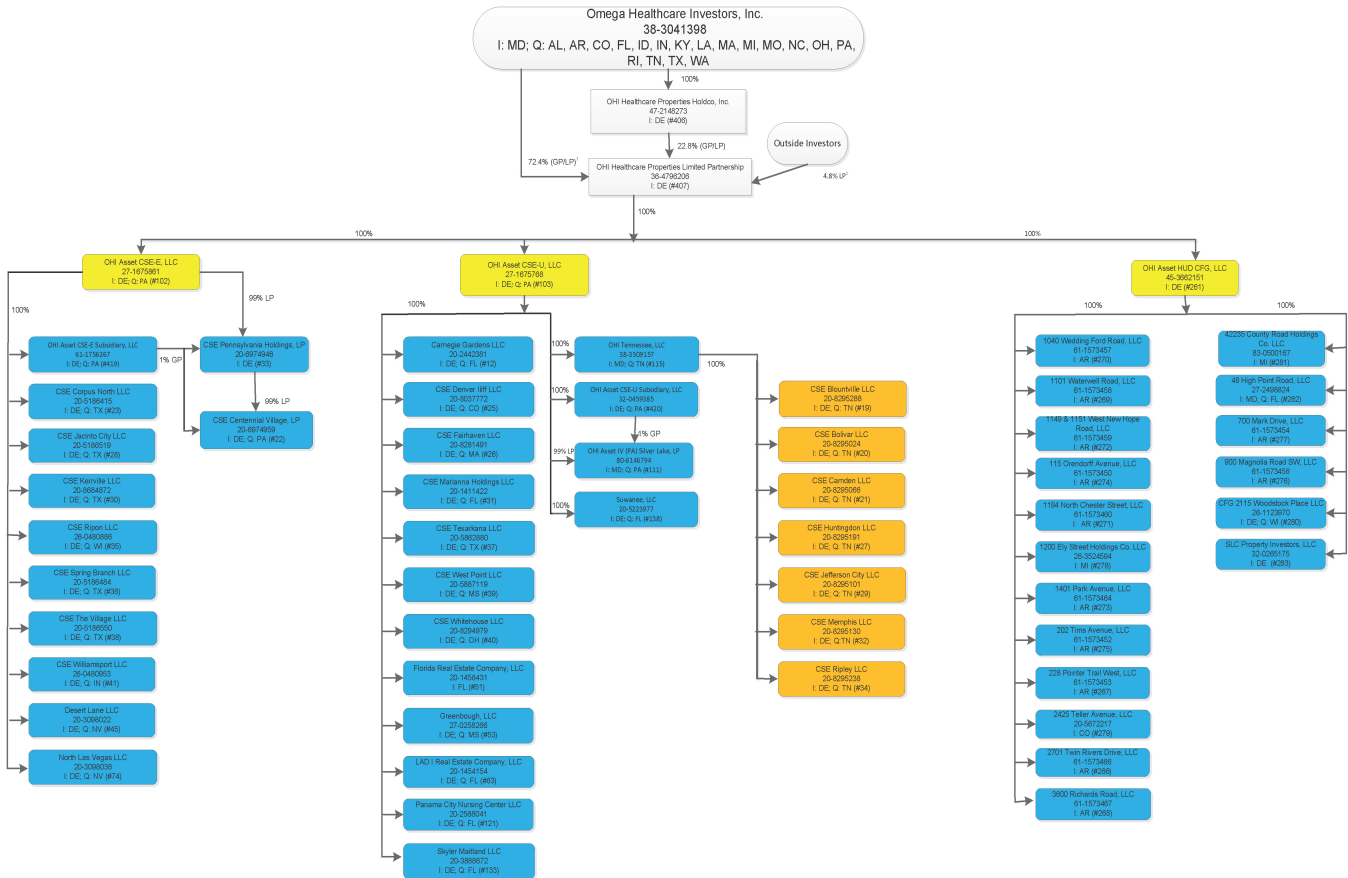 Omega Healthcare Investors, Inc.
38-3041398
I: MD; Q: AL, AR, CO, FL, ID, IN, KY, LA, MA, MI, MO, NC, OH, PA,
RI, TN, TX, WA
100%
OHI Healthcare Properties Holdco, Inc.
47-2148273
I: DE (#406)
22.8% (GP/LP)
Outside Investors
72.4% (GP/LP)
4.8% LP
OHI Healthcare Properties Limited Partnership
36-4796206
I: DE (#407)
100%
100%
100%
100%
OHI Asset CSE-E, LLC
27-1675861
I: DE; Q: PA (#102)
100%
99% LP
OHI Asset CSE-E Subsidiary, LLC
61-1756267
I: DE; Q: PA (#419)
1% GP
CSE Pennsylvania Holdings, LP
20-6974946
I: DE (#33)
99% LP
CSE Centennial Village, LP
20-6974959
I: DE; Q: PA (#22)
CSE Corpus North LLC
20-5186415
I: DE; Q: TX (#23)
CSE Jacinto City LLC
20-5186519
I: DE; Q: TX (#28)
CSE Kerrville LLC
20-8684872
I: DE; Q: TX (#30)
CSE Ripon LLC
26-0480886
I: DE; Q: WI (#35)
CSE Spring Branch LLC
20-5186484
I: DE; Q: TX (#36)
CSE The Village LLC
20-5186550
I: DE; Q: TX (#38)
CSE Williamsport LLC
26-0480953
I: DE; Q: IN (#41)
Desert Lane LLC
20-3098022
I: DE; Q: NV (#45)
North Las Vegas LLC
20-3098036
I: DE; Q: NV (#74)
OHI Asset CSE-U, LLC
27-1675768
I: DE; Q: PA (#103)
100%
100%
Carnegie Gardens LLC
20-2442381
I: DE; Q: FL (#12)
CSE Denver Iliff LLC
20-8037772
I: DE; Q: CO (#25)
CSE Fairhaven LLC
20-8281491
I: DE; Q: MA (#26)
CSE Marianna Holdings LLC
20-1411422
I: DE; Q: FL (#31)
CSE Texarkana LLC
20-5862880
I: DE; Q: TX (#37)
CSE West Point LLC
20-5887119
I: DE; Q: MS (#39)
CSE Whitehouse LLC
20-8294979
I: DE; Q: OH (#40)
Florida Real Estate Company, LLC
20-1458431
I: FL (#51)
Greenbough, LLC
27-0258266
I: DE; Q: MS (#53)
LAD I Real Estate Company, LLC
20-1454154
I: DE; Q: FL (#63)
Panama City Nursing Center LLC
20-2568041
I: DE; Q: FL (#121)
Skyler Maitland LLC
20-3888672
I: DE; Q: FL (#133)
100%
OHI Tennessee, LLC
38-3509157
I: MD; Q: TN (#115)
100%
100%
OHI Asset CSE-U Subsidiary, LLC
32-0459385
I: DE; Q: PA (#420)
1% GP
99% LP
OHI Asset IV (PA) Silver Lake, LP
80-6146794
I: MD; Q: PA (#111)
100%
Suwanee, LLC
20-5223977
I: DE; Q: FL (#138)
CSE Blountville LLC
20-8295288
I: DE; Q: TN (#19)
CSE Bolivar LLC
20-8295024
I: DE; Q: TN (#20)
CSE Camden LLC
20-8295066
I: DE; Q: TN (#21)
CSE Huntingdon LLC
20-8295191
I: DE; Q: TN (#27)
CSE Jefferson City LLC
20-8295101
I: DE; Q: TN (#29)
CSE Memphis LLC
20-8295130
I: DE; Q:TN (#32)
CSE Ripley LLC
20-8295238
I: DE; Q: TN (#34)
OHI Asset HUD CFG, LLC
45-3662151
I: DE (#261)
100%
100%
1040 Wedding Ford Road, LLC
61-1573457
I: AR (#270)
1101 Waterwell Road, LLC
61-1573458
I: AR (#269)
1149 & 1151 West New Hope
Road, LLC
61-1573459
I: AR (#272)
115 Orendorff Avenue, LLC
61-1573450
I: AR (#274)
1194 North Chester Street, LLC
61-1573460
I: AR (#271)
1200 Ely Street Holdings Co. LLC
26-3524594
I: MI (#278)
1401 Park Avenue, LLC
61-1573464
I: AR (#273)
202 Tims Avenue, LLC
61-1573452
I: AR (#275)
228 Pointer Trail West, LLC
61-1573453
I: AR (#267)
2425 Teller Avenue, LLC
20-5672217
I: CO (#279)
2701 Twin Rivers Drive, LLC
61-1573466
I: AR (#266)
3600 Richards Road, LLC
61-1573467
I: AR (#268)
42235 County Road Holdings
Co. LLC
83-0500167
I: MI (#281)
48 High Point Road, LLC
27-2498824
I: MD; Q: FL (#282)
700 Mark Drive, LLC
61-1573454
I: AR (#277)
900 Magnolia Road SW, LLC
61-1573456
I: AR (#276)
CFG 2115 Woodstock Place LLC
26-1123970
I: DE; Q: WI (#280)
SLC Property Investors, LLC
32-0265175
I: DE (#283)